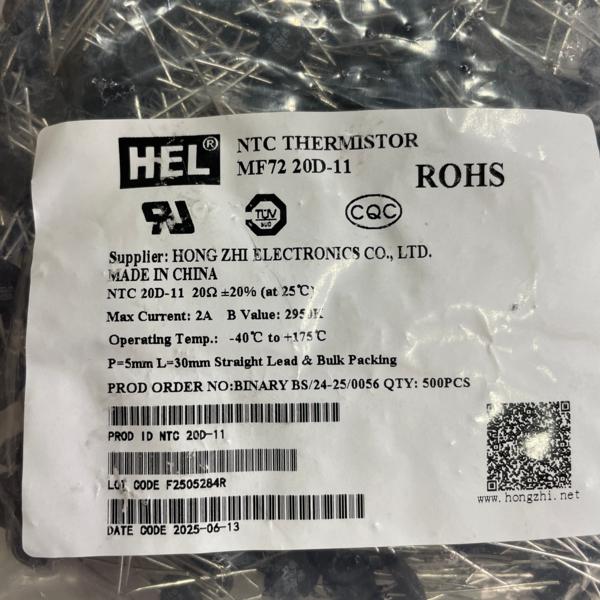 HEL®
NTC THERMISTOR
MF72 20D-11
ROHS
TUV
CQC
Supplier: HONG ZHI ELECTRONICS CO., LTD.
MADE IN CHINA
NTC 20D-11 20Ω ±20% (at 25℃)
Max Current: 2A B Value:
Operating Temp.: -40℃ to +175℃
P=5mm L=30mm Straight Lead & Bulk Packing
PROD ORDER NO:BINARY BS/24-25/0056 QTY: 500PCS
PROD ID NTC 20D-11
LOT CODE F2505284R
DATE CODE 2025-06-13
www.hongzhi.net